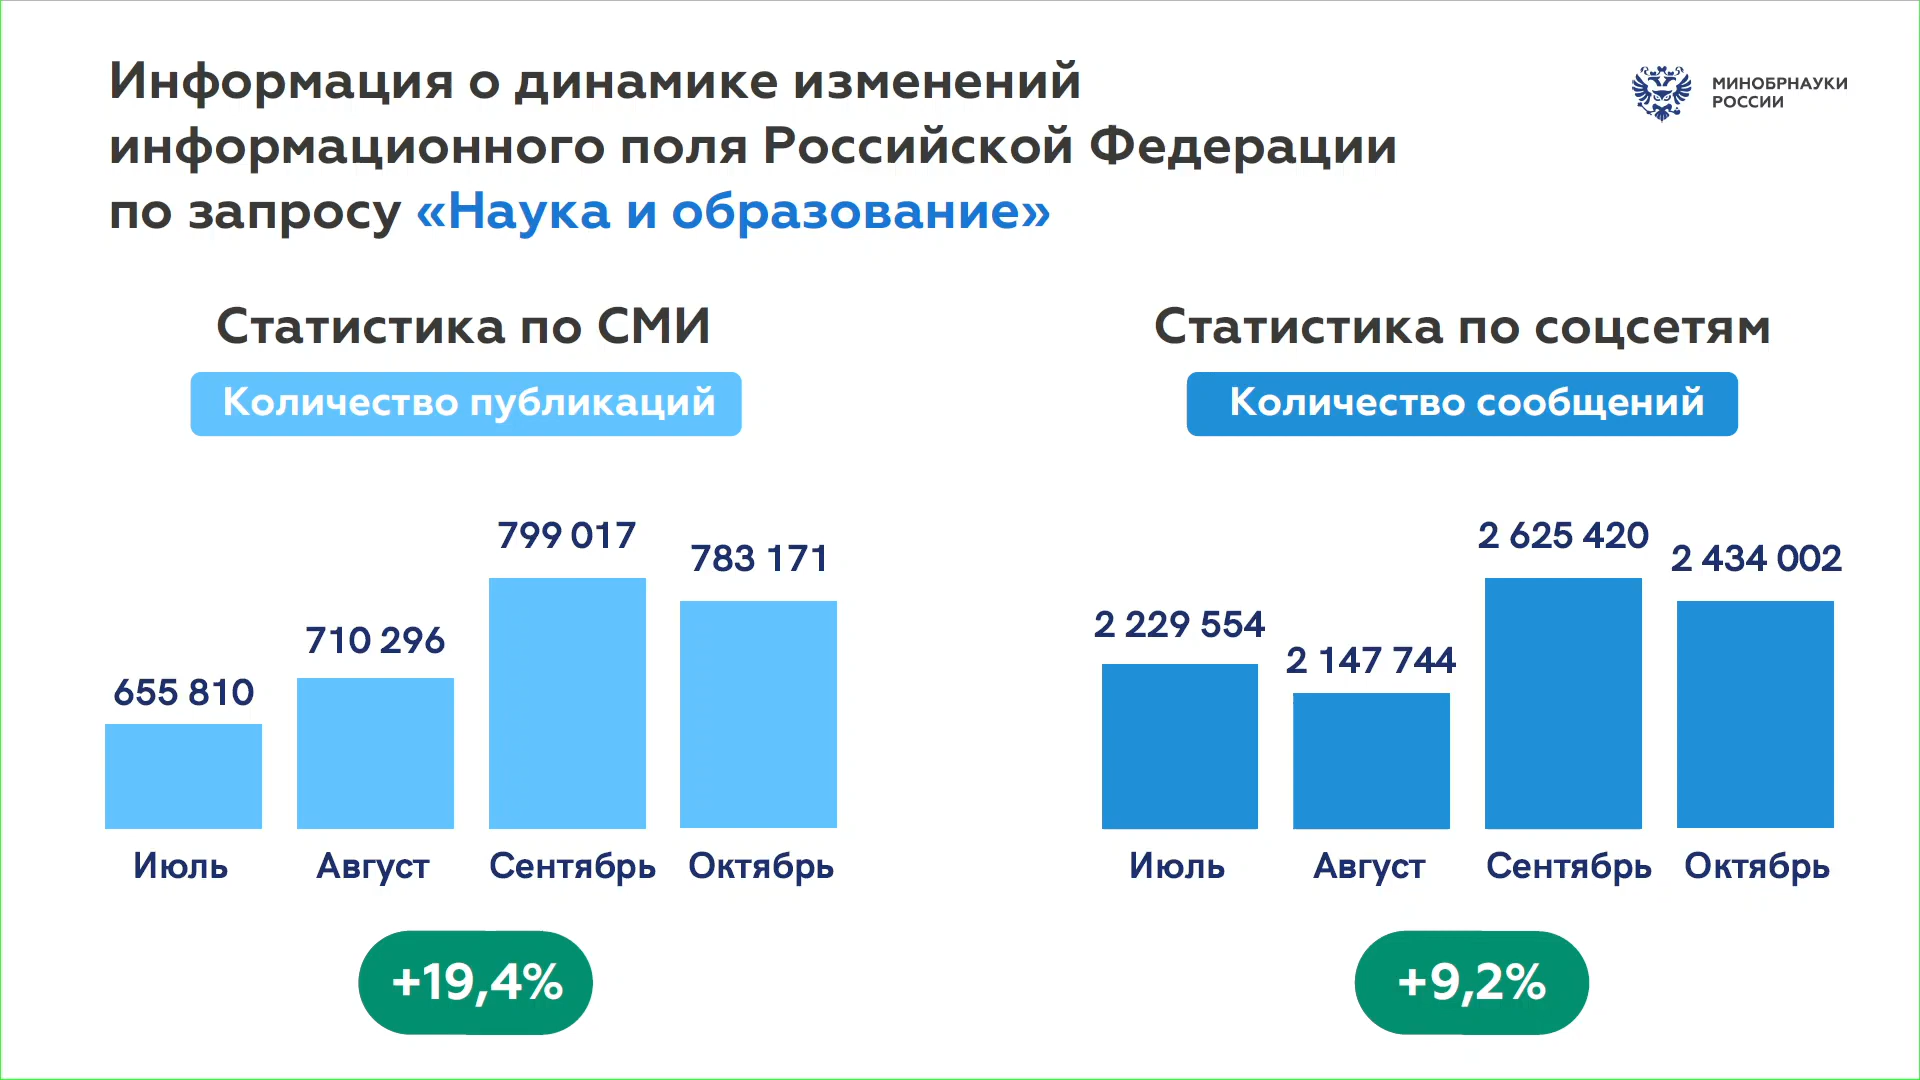 Информация о динамике изменений
информационного поля Российской Федерации
по запросу «Наука и образование»
МИНОБРНАУКИ
РОССИИ
Статистика по СМИ
Количество публикаций
799 017
783 171
710 296
655 810
Июль Август Сентябрь Октябрь
+19,4%
Статистика по соцсетям
Количество сообщений
2 625 420
2 434 002
2 229 554
2 147 744
Июль Август Сентябрь Октябрь
+9,2%